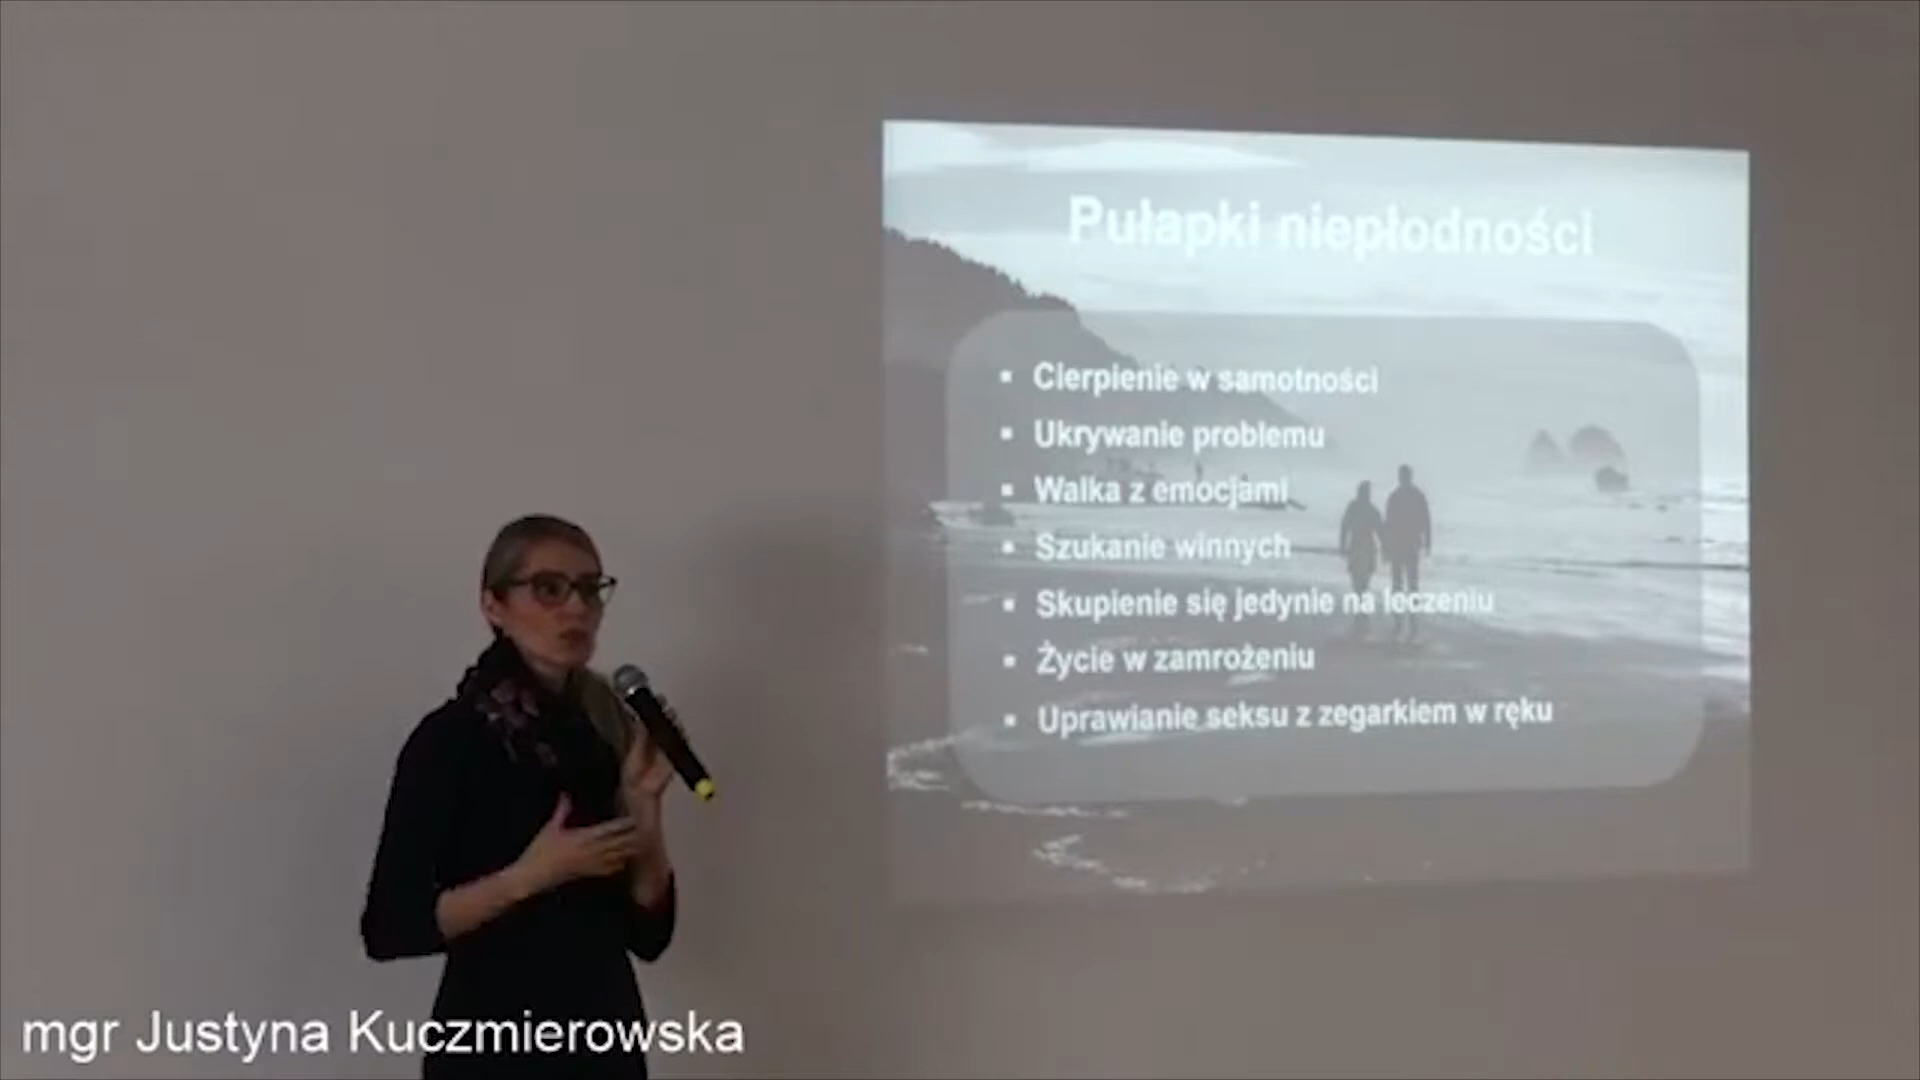 Pułapki niepłodności
▪ Cierpienie w samotności
▪ Ukrywanie problemu
▪ Walka z emocjami
▪ Szukanie winnych
▪ Skupienie się jedynie na leczeniu
▪ Życie w zamrożeniu
▪ Uprawianie seksu z zegarkiem w ręku
mgr Justyna Kuczmierowska